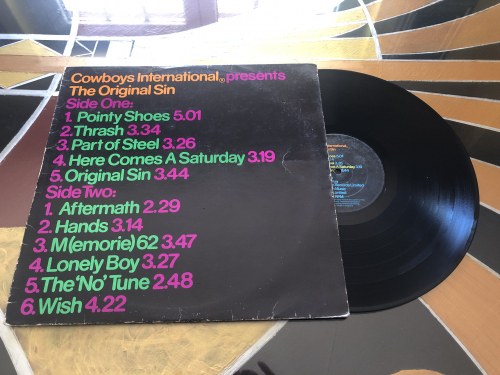 Cowboys International® presents
The Original Sin
Side One:
1. Pointy Shoes 5.01
2. Thrash 3.34
3. Part of Steel 3.26
4. Here Comes A Saturday 3.19
5. Original Sin 3.44
Side Two:
1. Aftermath 2.29
2. Hands 3.14
3. M(emorie) 62 3.47
4. Lonely Boy 3.27
5. The 'No' Tune 2.48
6. Wish 4.22